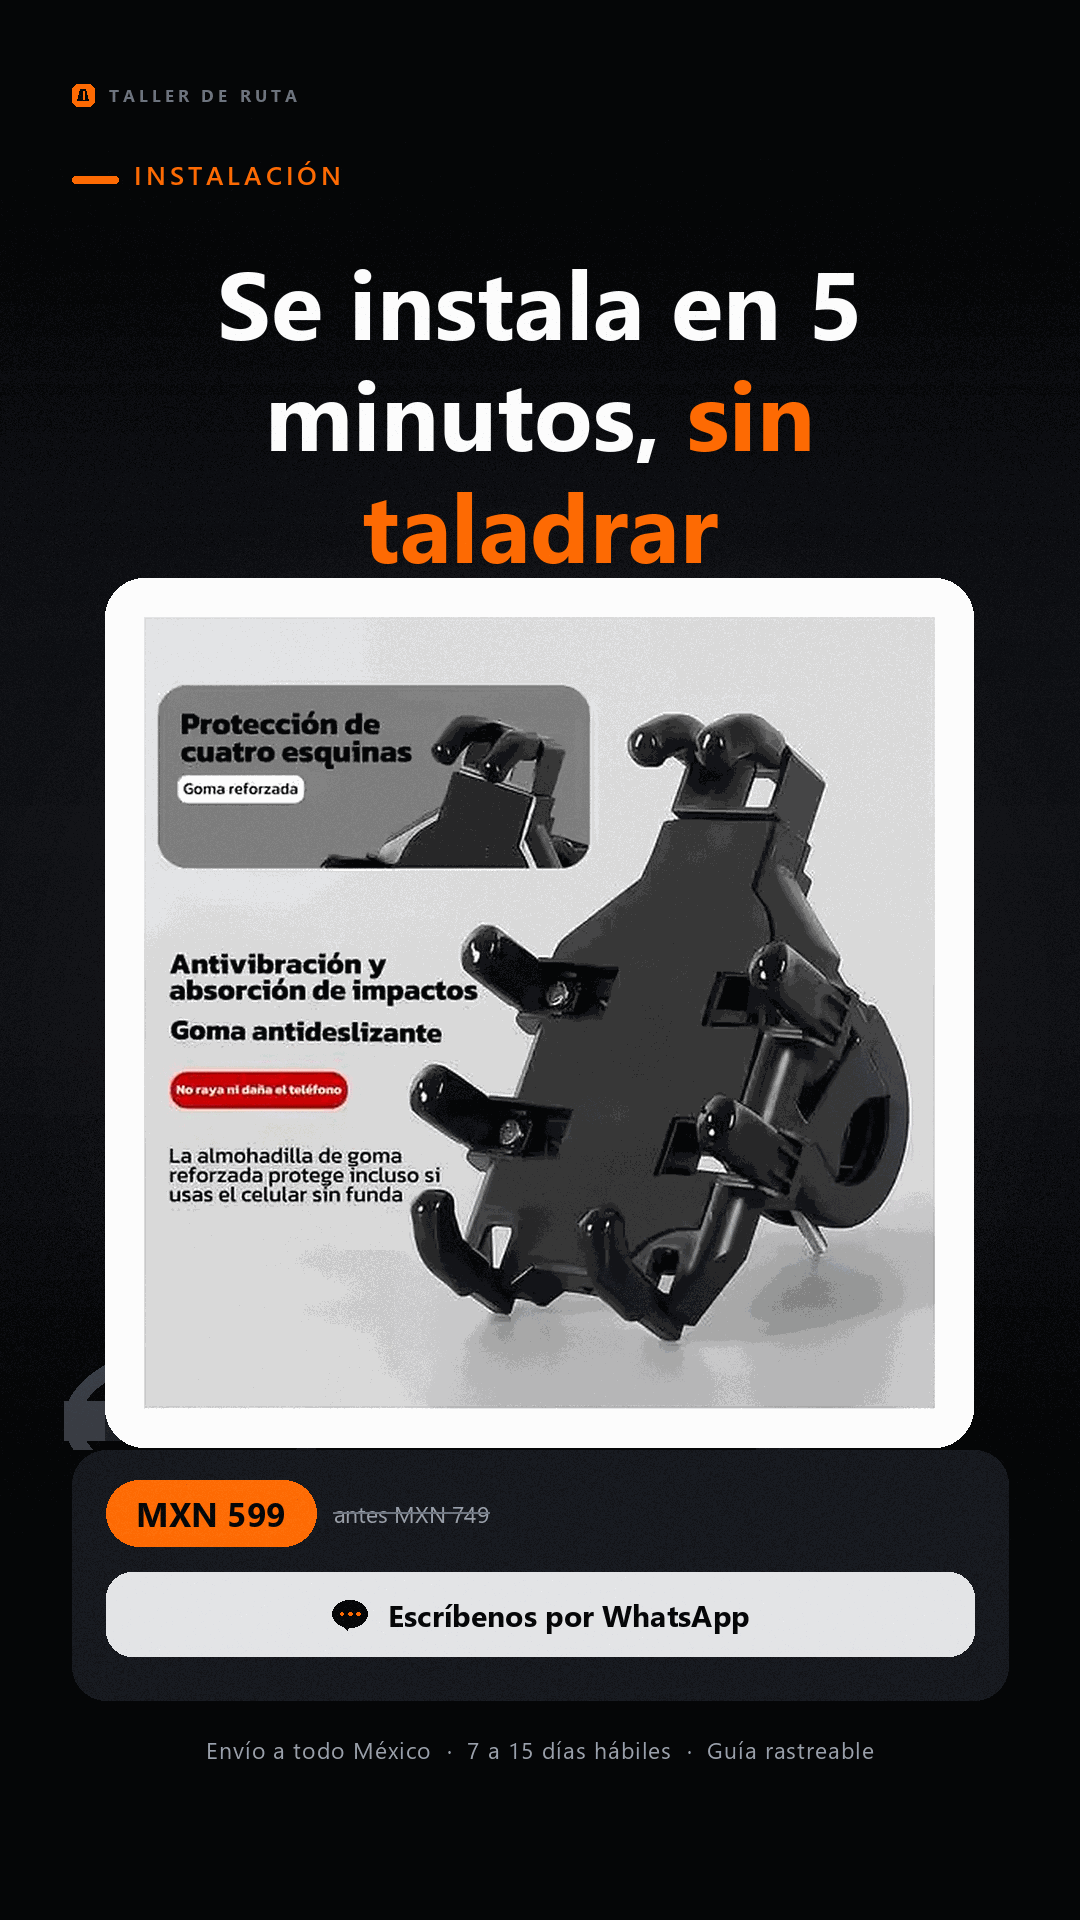 TALLER DE RUTA
INSTALACIÓN
Se instala en 5
minutos, sin
taladrar
Protección de
cuatro esquinas
Goma reforzada
Antivibración y
absorción de impactos
Goma antideslizante
No raya ni daña el teléfono
La almohadilla de goma
reforzada protege incluso si
usas el celular sin funda
MXN 599 antes MXN 749
Escríbenos por WhatsApp
Envío a todo México · 7 a 15 días hábiles · Guía rastreable